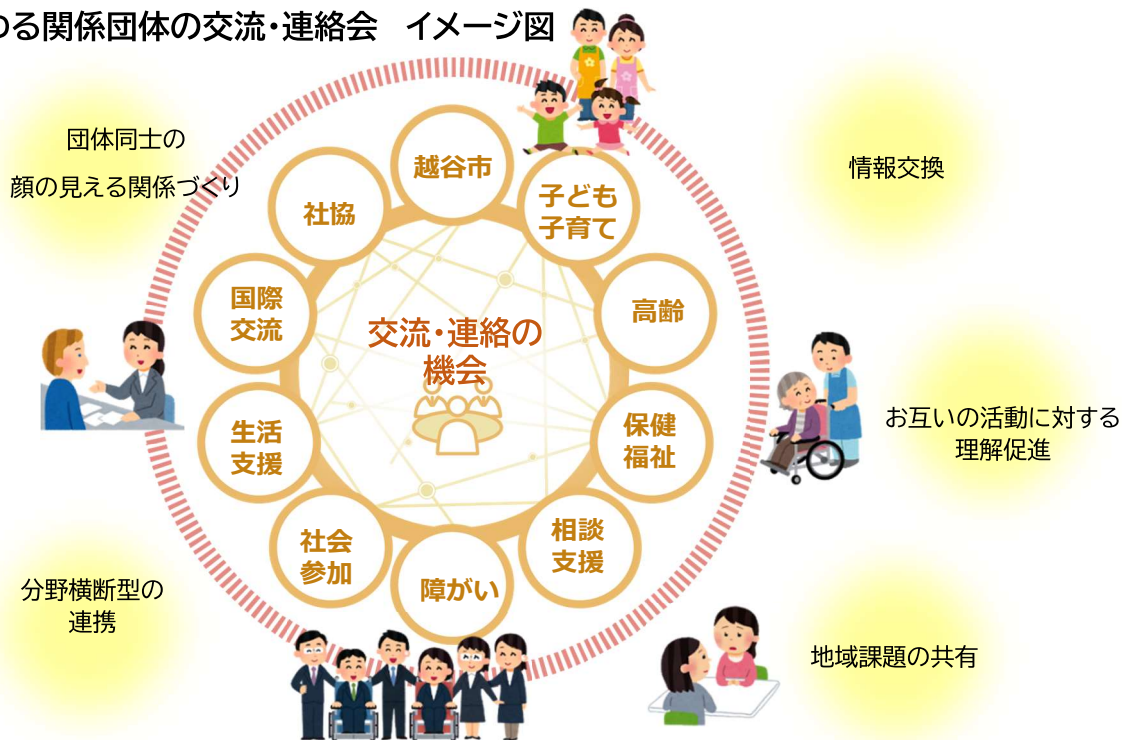 わる関係団体の交流・連絡会　イメージ図
団体同士の
顔の見える関係づくり
情報交換
越谷市
子ども
子育て
社協
国際
交流
高齢
交流・連絡の
機会
生活
支援
保健
福祉
お互いの活動に対する
理解促進
社会
参加
障がい
相談
支援
分野横断型の
連携
地域課題の共有